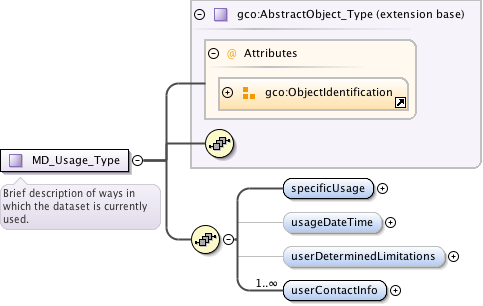 gco:AbstractObject_Type (extension base)
@ Attributes
gco:ObjectIdentification
MD_Usage_Type
Brief description of ways in
which the dataset is currently
used.
specificUsage
usageDateTime
userDeterminedLimitations
1..∞
userContactInfo